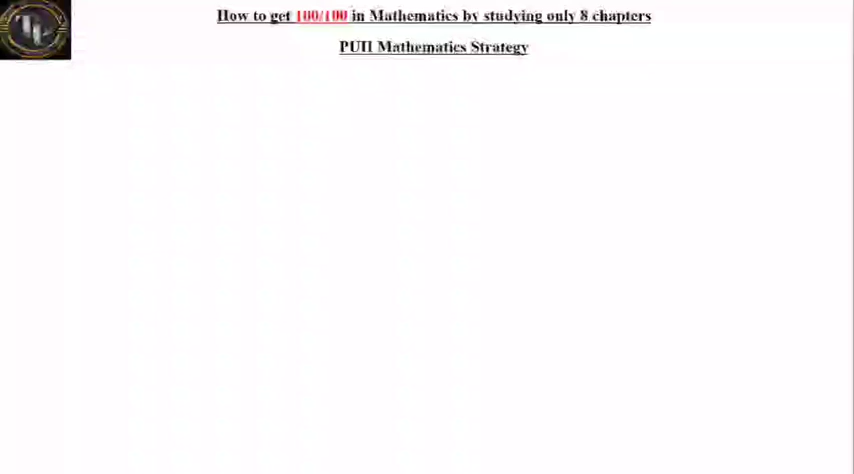 How to get 100/100 in Mathematics by studying only 8 chapters
PUII Mathematics Strategy